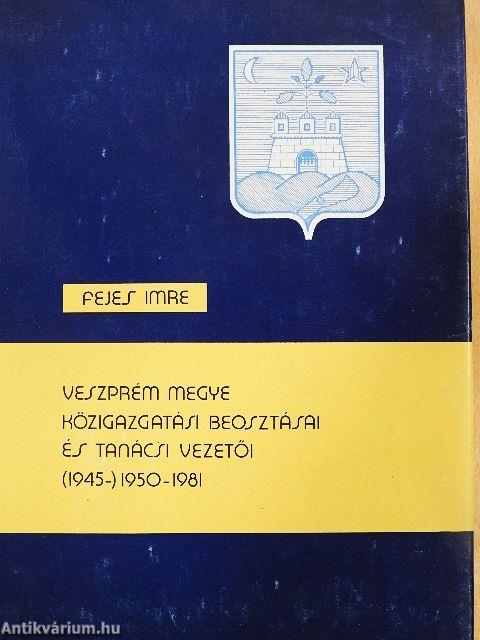 FEJES IMRE
VESZPRÉM MEGYE
KÖZIGAZGATÁSI BEOSZTÁSAI
ÉS TANÁCSI VEZETŐI
(1945-) 1950-1981
Antikvárium.hu